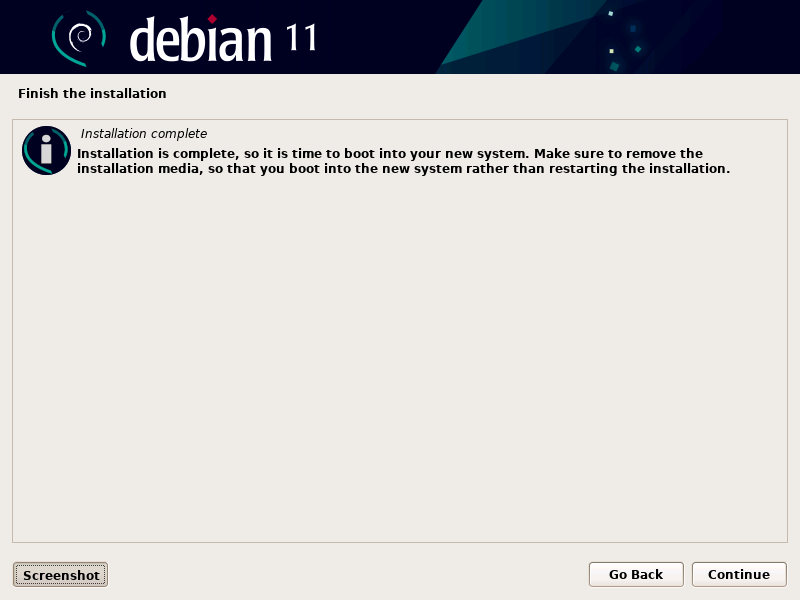 debian 11
Finish the installation
Installation complete
Installation is complete, so it is time to boot into your new system. Make sure to remove the
installation media, so that you boot into the new system rather than restarting the installation.
Screenshot
Go Back
Continue